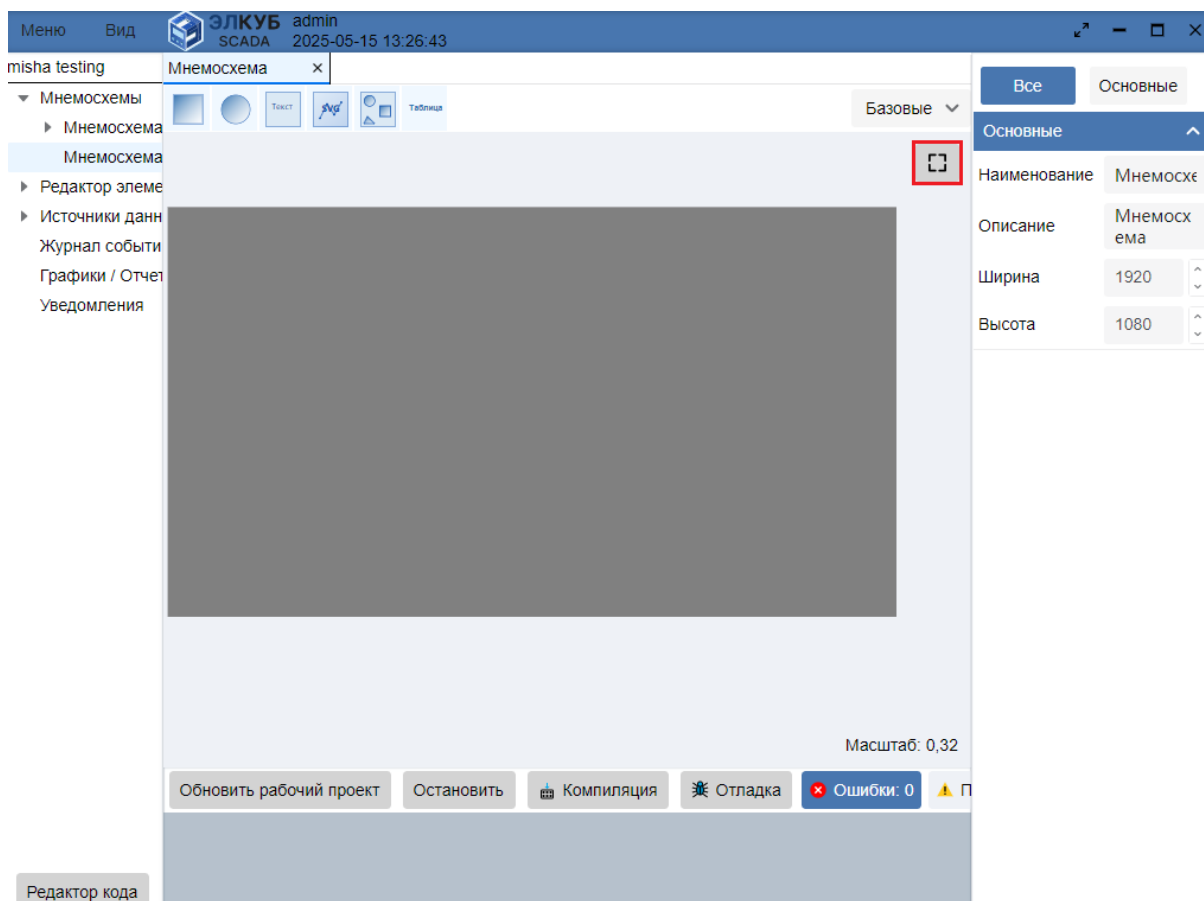 Меню Вид ЭЛКУБ SCADA admin
2025-05-15 13:26:43
misha testing
Мнемосхемы
Мнемосхема
Мнемосхема
Редактор элеме
Источники данн
Журнал событи
Графики / Отчет
Уведомления
Редактор кода
Мнемосхема
Текст svg Таблица Базовые
Масштаб: 0,32
Обновить рабочий проект Остановить Компиляция Отладка Ошибки: 0 П
Все Основные
Основные
Наименование Мнемосхе
Описание Мнемосх
ема
Ширина 1920
Высота 1080